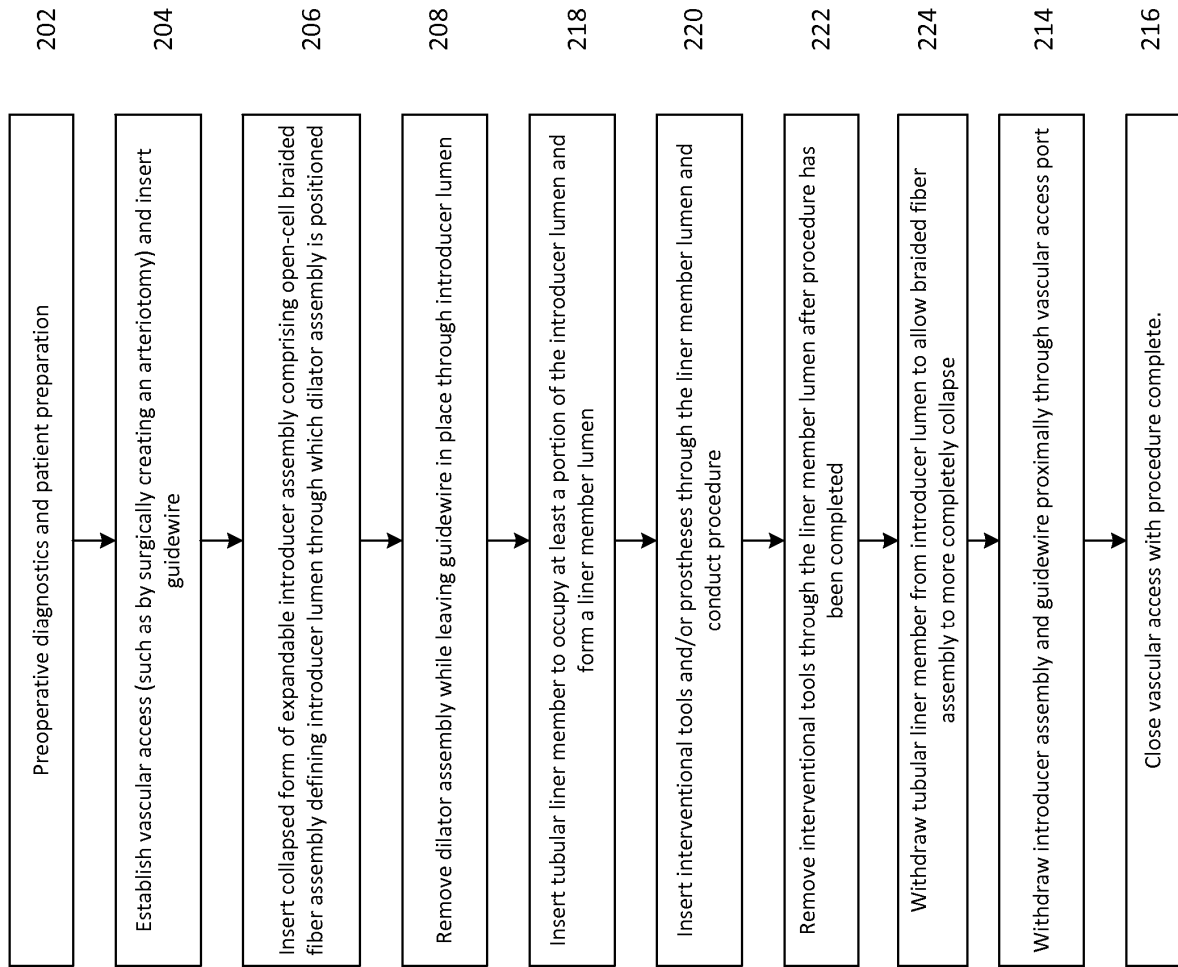 Preoperative diagnostics and patient preparation
202
Establish vascular access (such as by surgically creating an arteriotomy) and insert
guidewire
204
Insert collapsed form of expandable introducer assembly comprising open-cell braided
fiber assembly defining introducer lumen through which dilator assembly is positioned
206
Remove dilator assembly while leaving guidewire in place through introducer lumen
208
Insert tubular liner member to occupy at least a portion of the introducer lumen and
form a liner member lumen
218
Insert interventional tools and/or prostheses through the liner member lumen and
conduct procedure
220
Remove interventional tools through the liner member lumen after procedure has
been completed
222
Withdraw tubular liner member from introducer lumen to allow braided fiber
assembly to more completely collapse
224
Withdraw introducer assembly and guidewire proximally through vascular access port
214
Close vascular access with procedure complete.
216